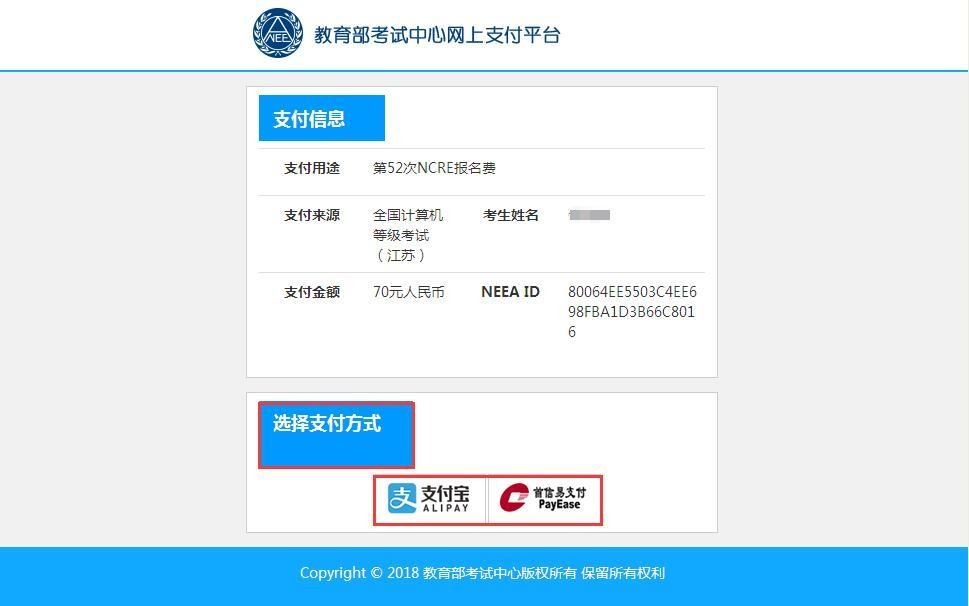 NEEA
教育部考试中心网上支付平台
支付信息
支付用途 第52次NCRE报名费
支付来源 全国计算机 考生姓名
等级考试
（江苏）
支付金额 70元人民币 NEEA ID 80064EE5503C4EE6
98FBA1D3B66C801
6
选择支付方式
支付宝 首信易支付
ALIPAY PayEase
Copyright © 2018 教育部考试中心版权所有 保留所有权利